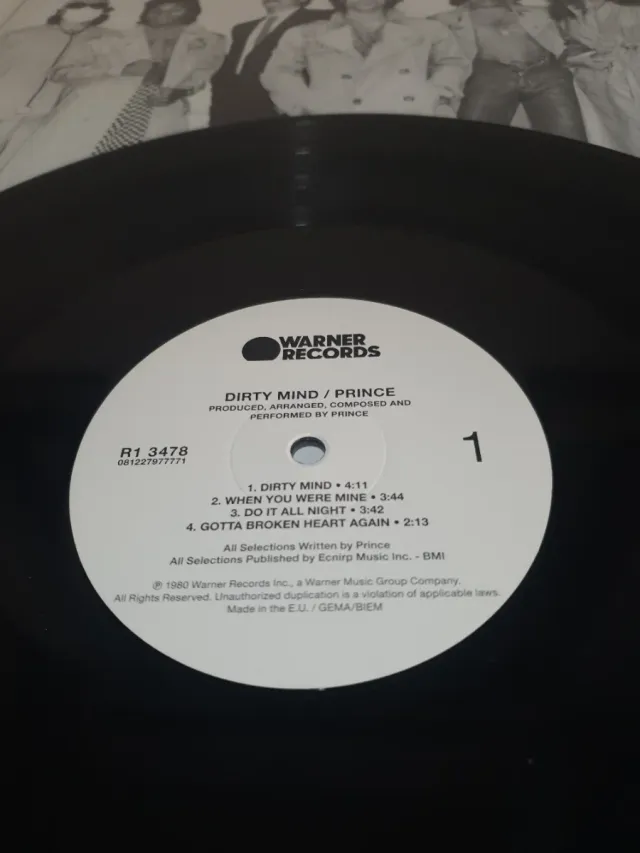 WARNER
RECORDS
DIRTY MIND / PRINCE
PRODUCED, ARRANGED, COMPOSED AND
PERFORMED BY PRINCE
R1 3478
081227977771
1
1. DIRTY MIND • 4:11
2. WHEN YOU WERE MINE • 3:44
3. DO IT ALL NIGHT • 3:42
4. GOTTA BROKEN HEART AGAIN • 2:13
All Selections Written by Prince
All Selections Published by Ecnirp Music Inc. - BMI
℗ 1980 Warner Records Inc., a Warner Music Group Company.
All Rights Reserved. Unauthorized duplication is a violation of applicable laws.
Made in the E.U. / GEMA/BIEM